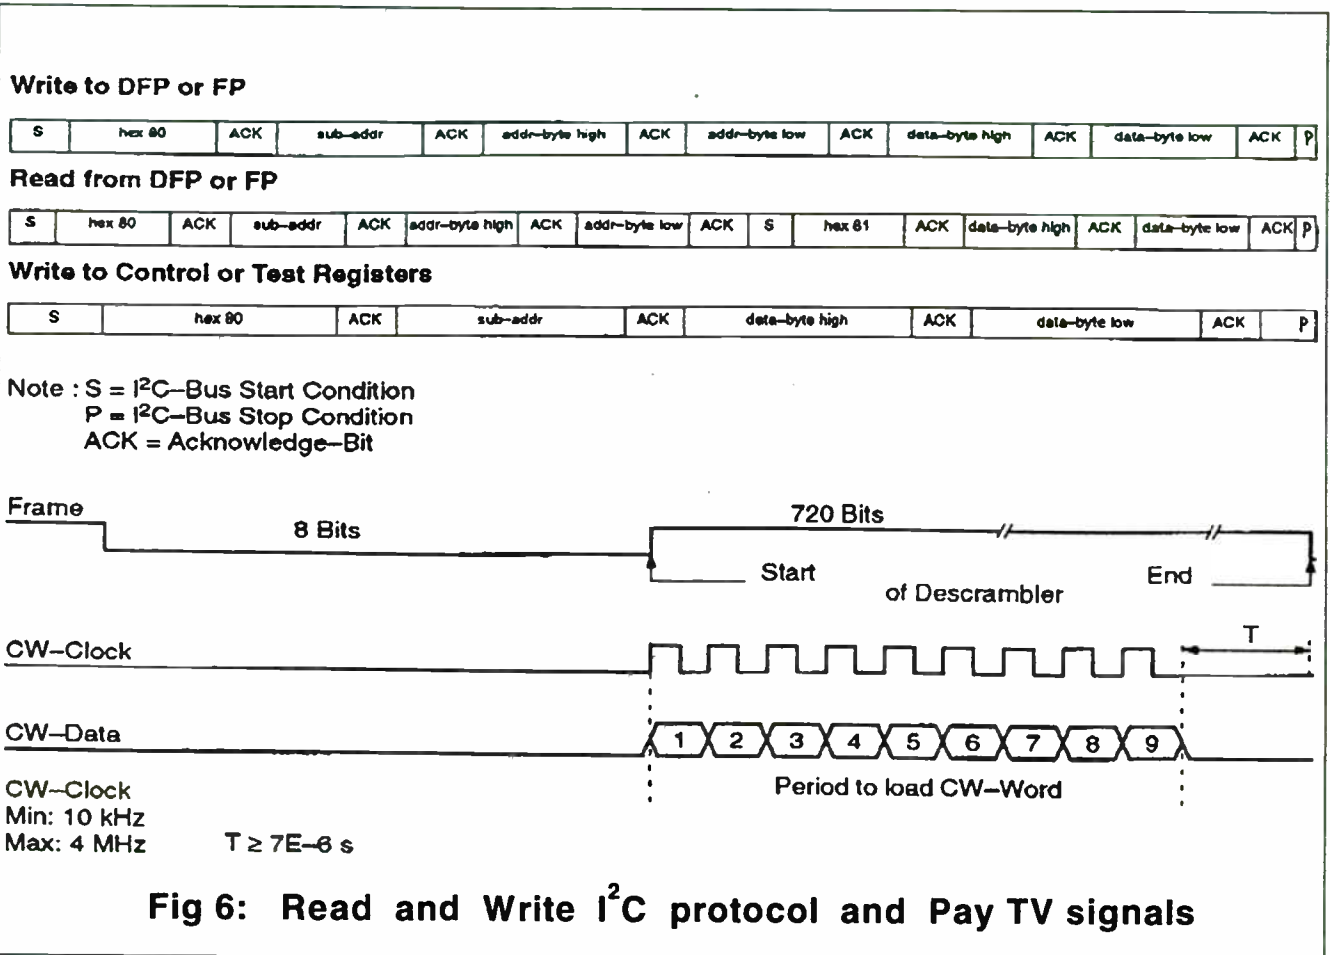 Write to DFP or FP
S hex 80 ACK sub-addr ACK addr-byte high ACK addr-byte low ACK data-byte high ACK data-byte low ACK P
Read from DFP or FP
S hex 80 ACK sub-addr ACK addr-byte high ACK addr-byte low ACK S hex 81 ACK data-byte high ACK data-byte low ACK P
Write to Control or Test Registers
S hex 80 ACK sub-addr ACK data-byte high ACK data-byte low ACK P
Note : S = I²C–Bus Start Condition
P = I²C–Bus Stop Condition
ACK = Acknowledge–Bit
Frame 8 Bits 720 Bits
Start of Descrambler End
CW–Clock T
CW–Data 1 2 3 4 5 6 7 8 9
Period to load CW–Word
CW–Clock
Min: 10 kHz
Max: 4 MHz T ≥ 7E–6 s
Fig 6: Read and Write I²C protocol and Pay TV signals